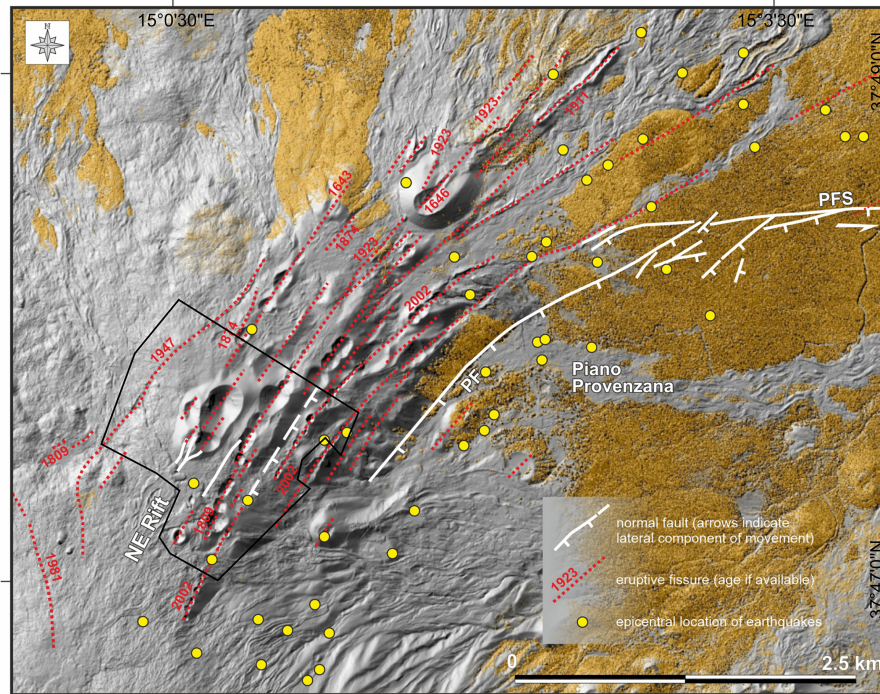 15°0'30"E
15°3'30"E
N
37°49'0"N
1923
1931
1923
1646
1643
1874
1923
PFS
2002
1947
1874
PF
Piano
Provenzana
1809
2002
1809
NE Rift
1981
2002
37°47'0"N
normal fault (arrows indicate
lateral component of movement)
1923
eruptive fissure (age if available)
epicentral location of earthquakes
0
2.5 km